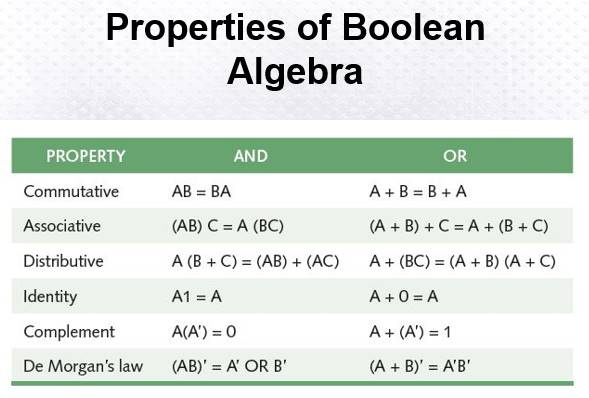 Properties of Boolean
Algebra
PROPERTY AND OR
Commutative AB = BA A + B = B + A
Associative (AB) C = A (BC) (A + B) + C = A + (B + C)
Distributive A (B + C) = (AB) + (AC) A + (BC) = (A + B) (A + C)
Identity A1 = A A + 0 = A
Complement A(A’) = 0 A + (A’) = 1
De Morgan’s law (AB)’ = A’ OR B' (A + B)’ = A’B’